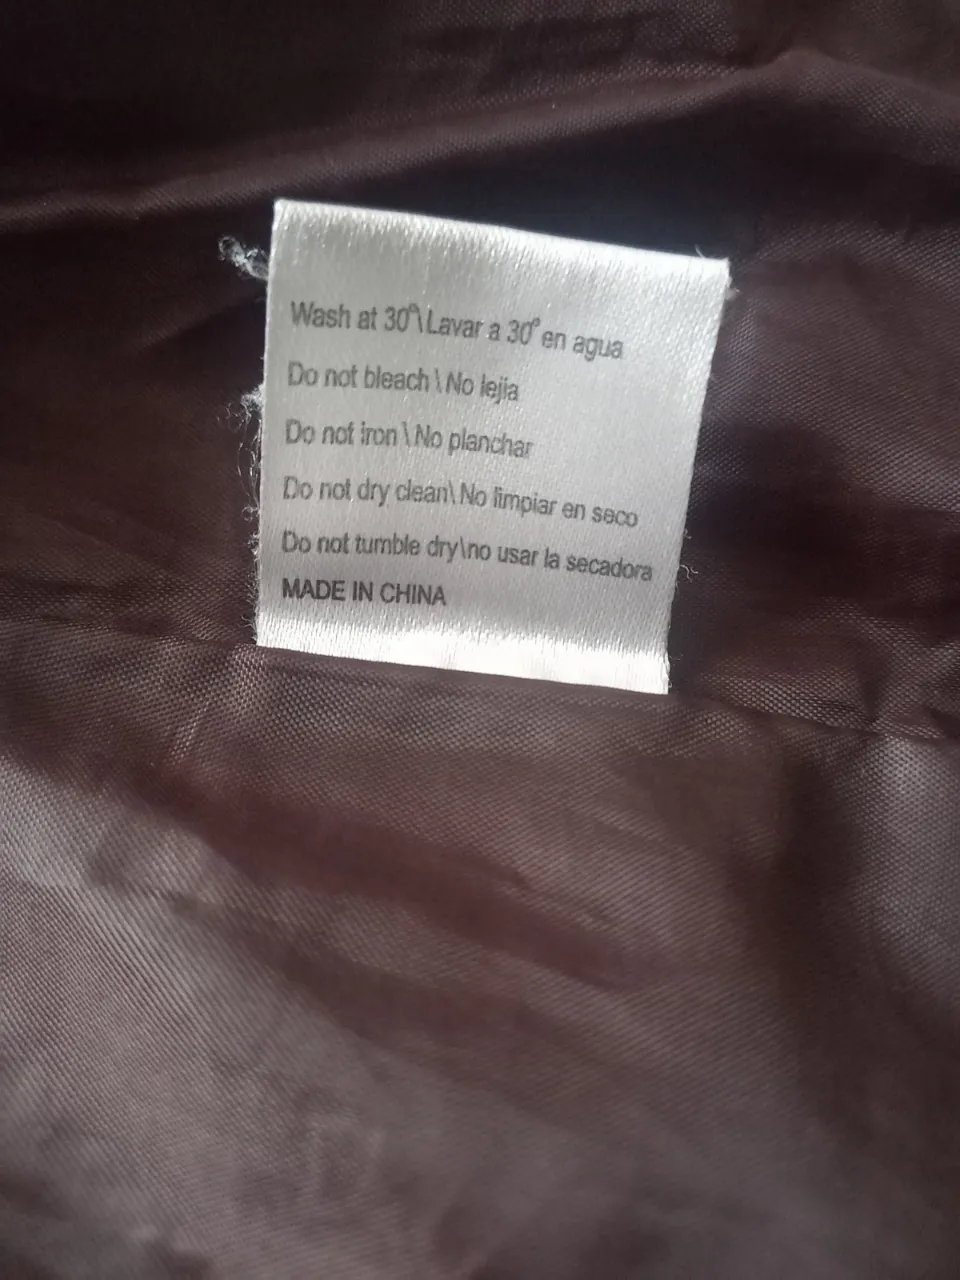 Wash at 30°\Lavar a 30° en agua
Do not bleach \ No lejia
Do not iron \ No planchar
Do not dry clean\ No limpiar en seco
Do not tumble dry\no usar la secadora
MADE IN CHINA